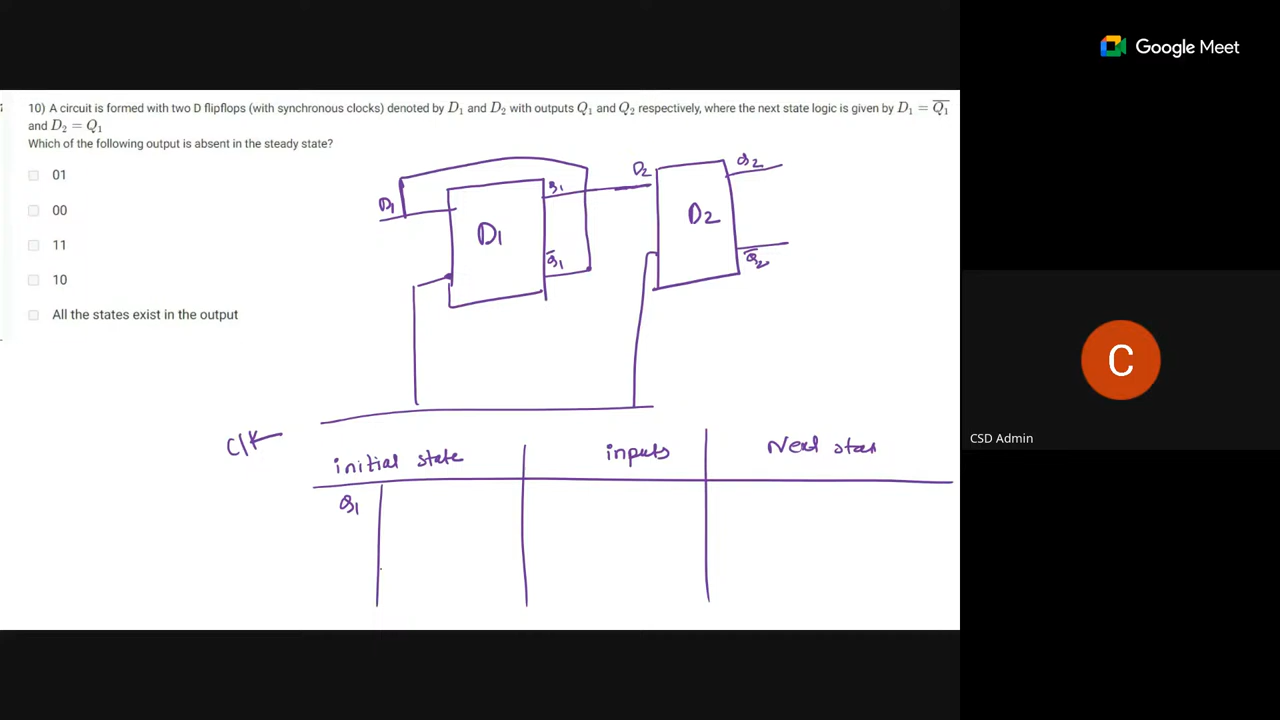 Google Meet
10) A circuit is formed with two D flipflops (with synchronous clocks) denoted by D₁ and D₂ with outputs Q₁ and Q₂ respectively, where the next state logic is given by D₁ = Q̅₁
and D₂ = Q₁
Which of the following output is absent in the steady state?
01
00
11
10
All the states exist in the output
D₁ D₁ Q₁ Q̅₁
D₂ D₂ Q₂ Q̅₂
Clk
initial state inputs Next stat
Q₁
C
CSD Admin